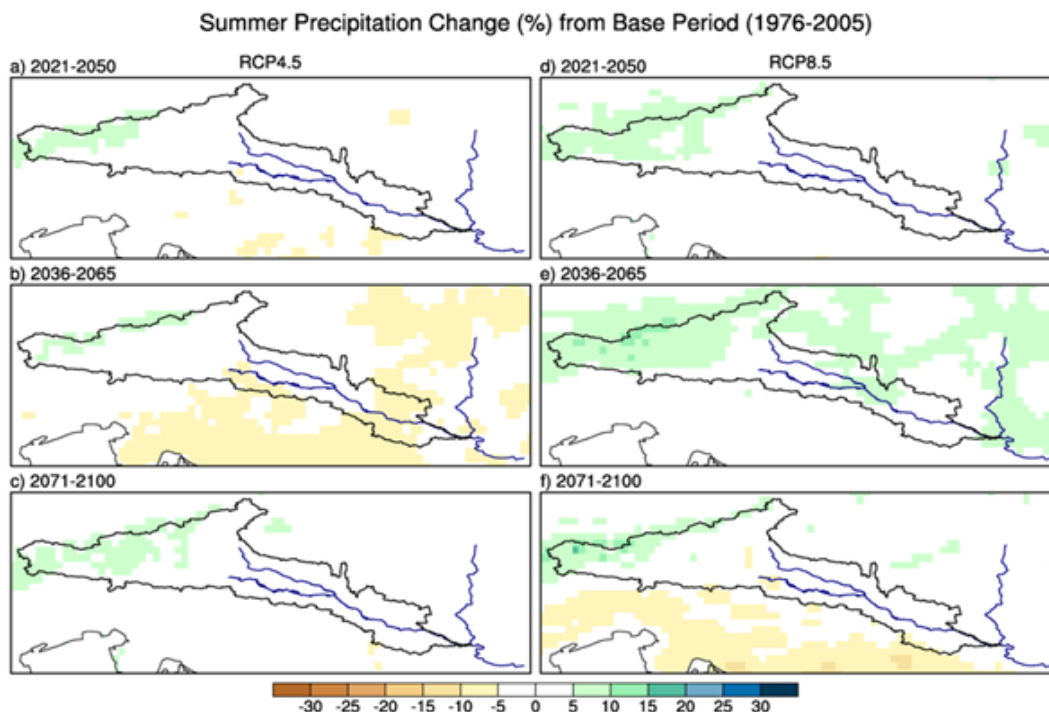 Summer Precipitation Change (%) from Base Period (1976-2005)
RCP4.5
RCP8.5
a) 2021-2050
d) 2021-2050
b) 2036-2065
e) 2036-2065
c) 2071-2100
f) 2071-2100
-30 -25 -20 -15 -10 -5 0 5 10 15 20 25 30